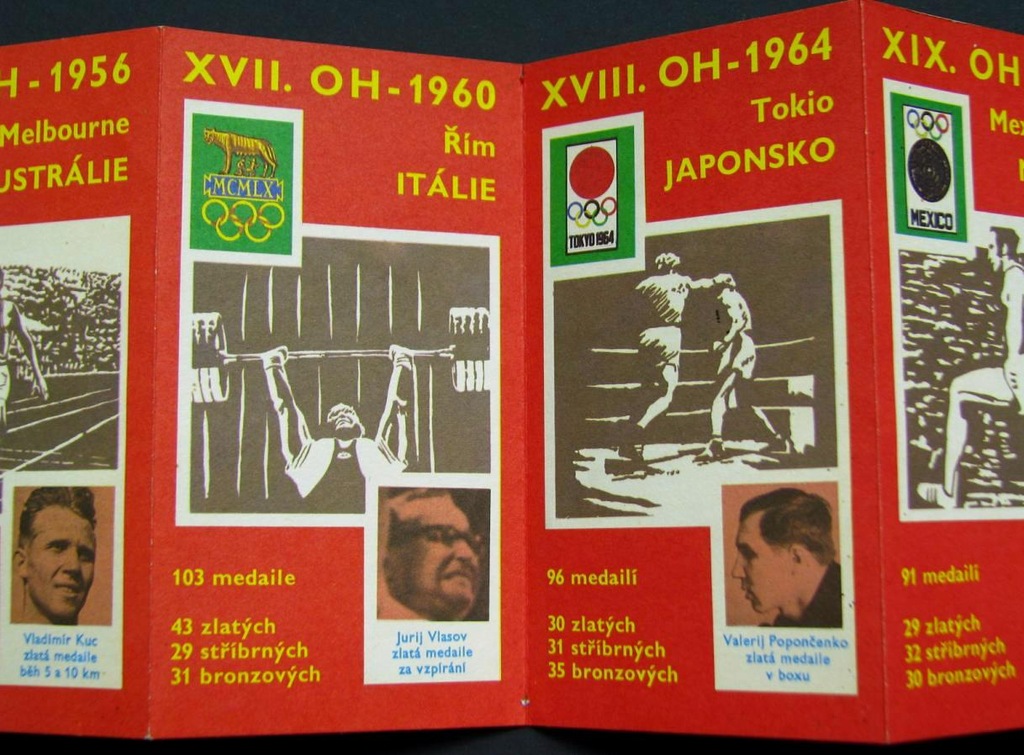 H - 1956
Melbourne
USTRÁLIE
Vladimír Kuc
zlatá medaile
běh 5 a 10 km
XVII. OH - 1960
Řím
ITÁLIE
MCMLX
103 medaile
43 zlatých
29 stříbrných
31 bronzových
Jurij Vlasov
zlatá medaile
za vzpírání
XVIII. OH - 1964
Tokio
JAPONSKO
TOKYO 1964
96 medailí
30 zlatých
31 stříbrných
35 bronzových
Valerij Popončenko
zlatá medaile
v boxu
XIX. OH
Mex
MEXICO
91 medailí
29 zlatých
32 stříbrných
30 bronzových